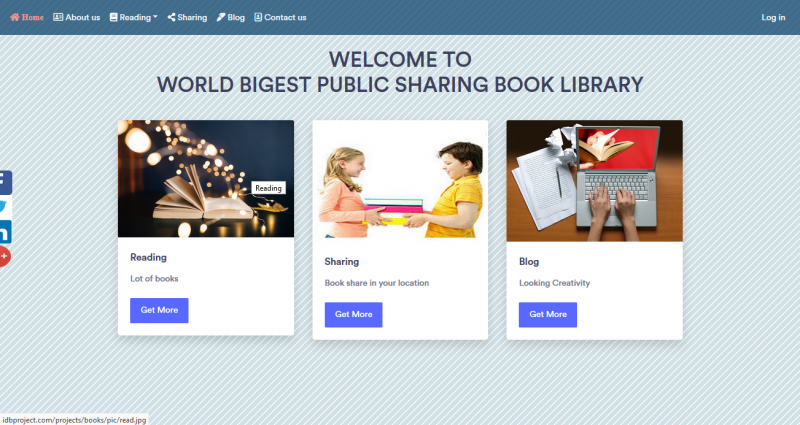 Home About us Reading Sharing Blog Contact us Log in
WELCOME TO
WORLD BIGEST PUBLIC SHARING BOOK LIBRARY
Reading
Reading
Lot of books
Get More
Sharing
Book share in your location
Get More
Blog
Looking Creativity
Get More
idbproject.com/projects/books/pic/read.jpg